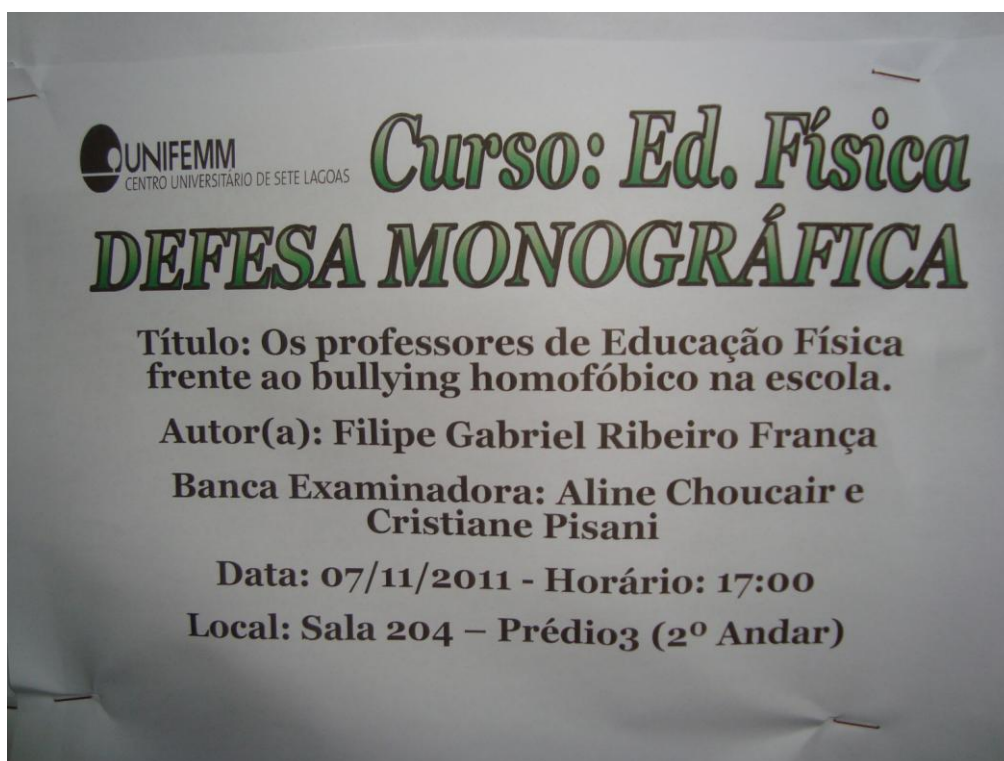 UNIFEMM
CENTRO UNIVERSITÁRIO DE SETE LAGOAS
Curso: Ed. Física
DEFESA MONOGRÁFICA
Título: Os professores de Educação Física
frente ao bullying homofóbico na escola.
Autor(a): Filipe Gabriel Ribeiro França
Banca Examinadora: Aline Choucair e
Cristiane Pisani
Data: 07/11/2011 - Horário: 17:00
Local: Sala 204 – Prédio3 (2º Andar)